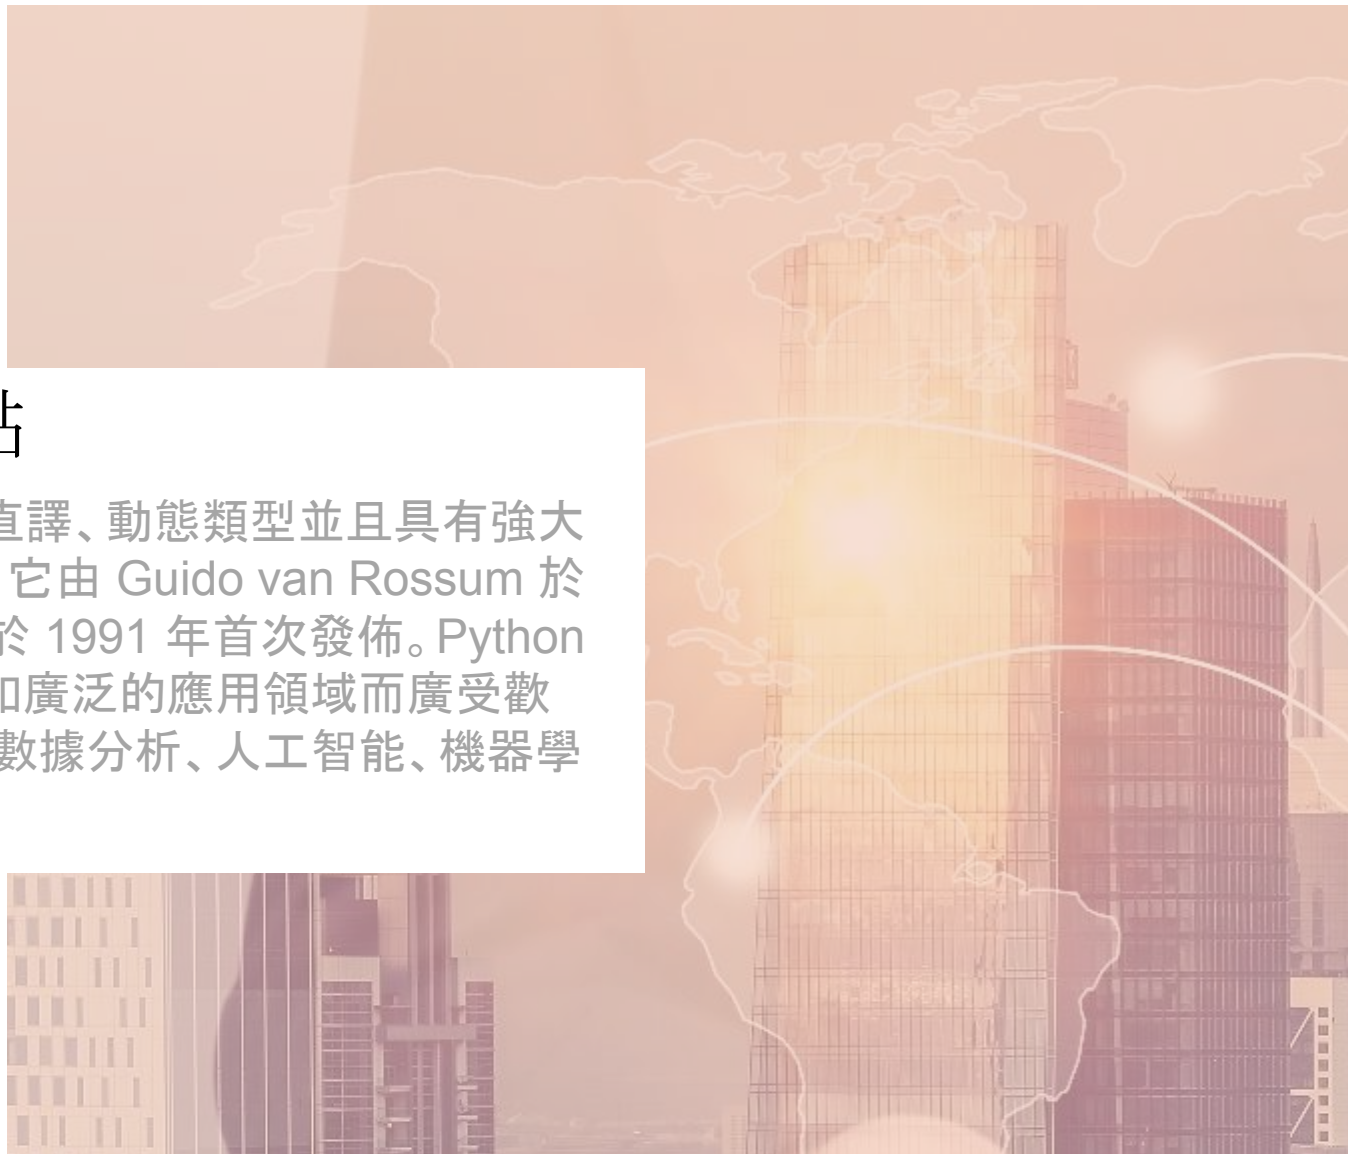 直譯、動態類型並且具有強大
它由 Guido van Rossum 於
於 1991 年首次發佈。Python
廣泛的應用領域而廣受歡
數據分析、人工智能、機器學